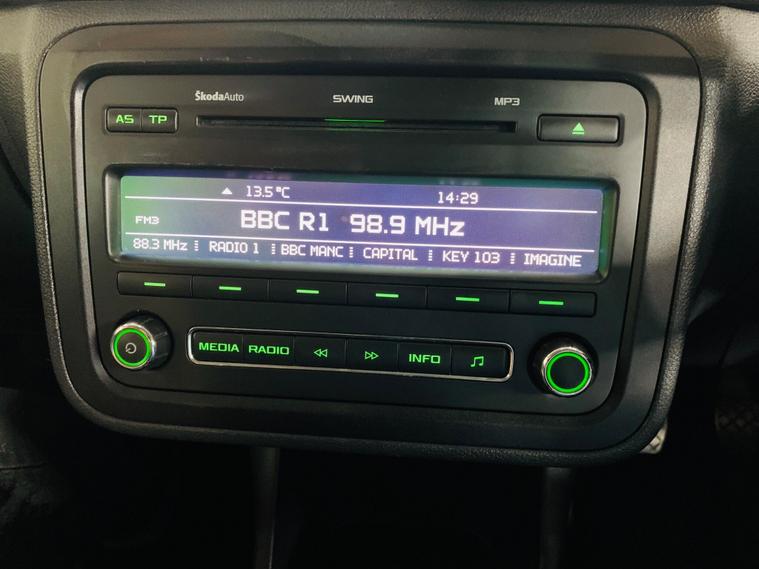 ŠkodaAuto SWING MP3
AS TP
13.5°C 14:29
FM3 BBC R1 98.9 MHz
88.3 MHz RADIO 1 BBC MANC CAPITAL KEY 103 IMAGINE
MEDIA RADIO INFO